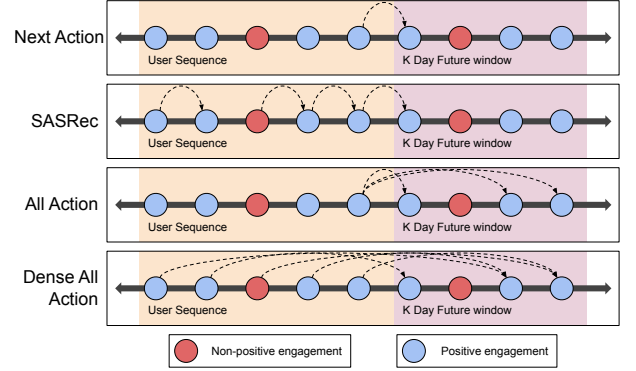 Next Action
User Sequence
K Day Future window
SASRec
User Sequence
K Day Future window
All Action
User Sequence
K Day Future window
Dense All
Action
User Sequence
K Day Future window
Non-positive engagement
Positive engagement